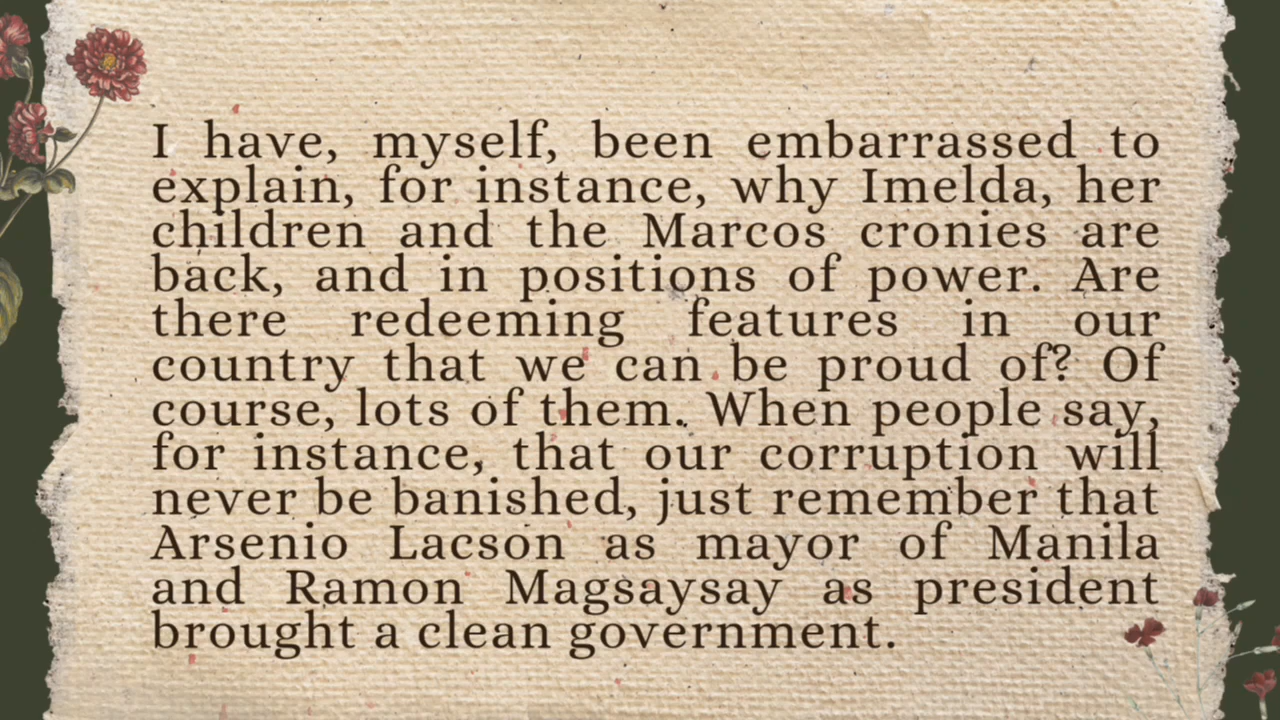 I have, myself, been embarrassed to
explain, for instance, why Imelda, her
children and the Marcos cronies are
back, and in positions of power. Are
there redeeming features in our
country that we can be proud of? Of
course, lots of them. When people say,
for instance, that our corruption will
never be banished, just remember that
Arsenio Lacson as mayor of Manila
and Ramon Magsaysay as president
brought a clean government.